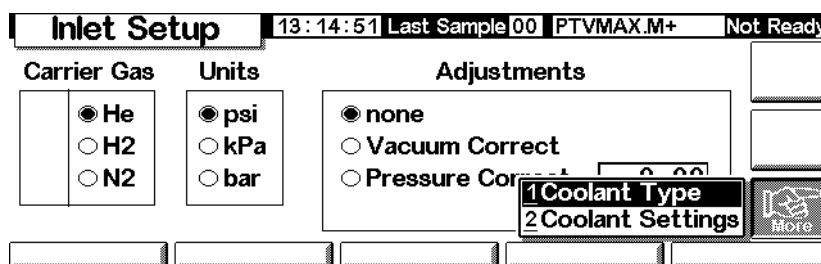 Inlet Setup 13:14:51 Last Sample 00 PTVMAX.M+ Not Ready
Carrier Gas Units Adjustments
He psi none
H2 kPa Vacuum Correct
N2 bar Pressure Correct
1 Coolant Type
2 Coolant Settings
More